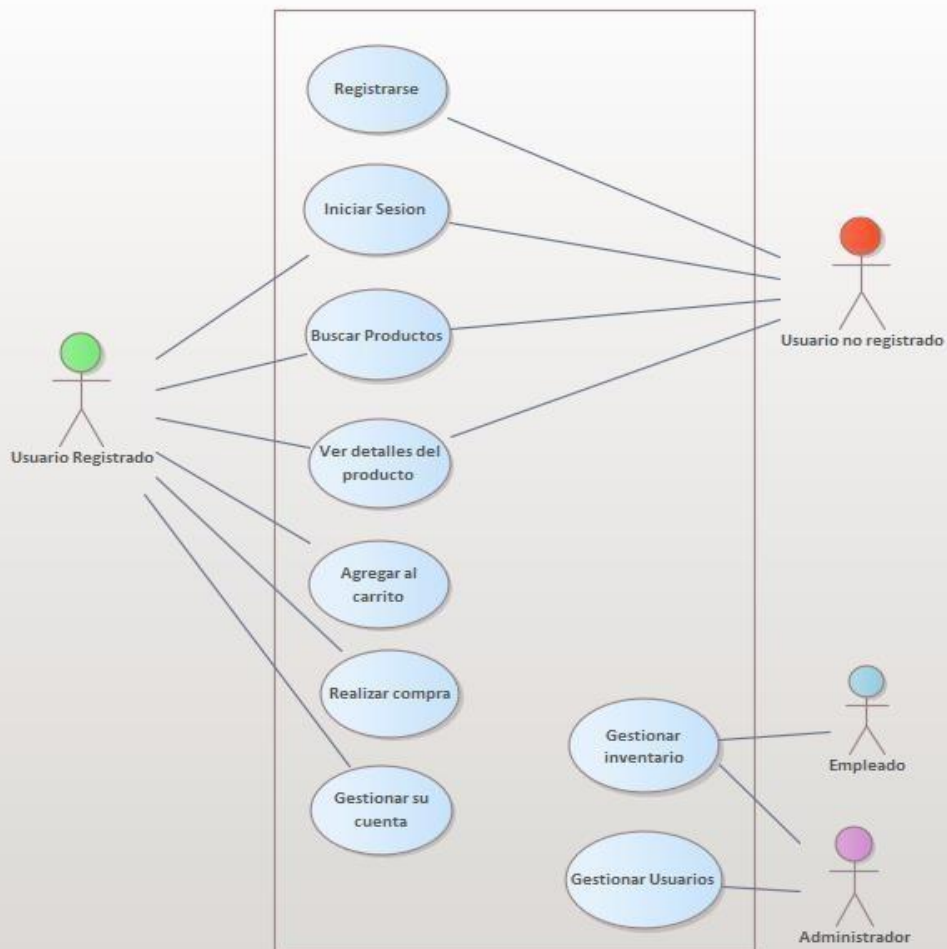 Registrarse
Iniciar Sesion
Buscar Productos
Usuario no registrado
Usuario Registrado
Ver detalles del
producto
Agregar al
carrito
Realizar compra
Gestionar
inventario
Empleado
Gestionar su
cuenta
Gestionar Usuarios
Administrador